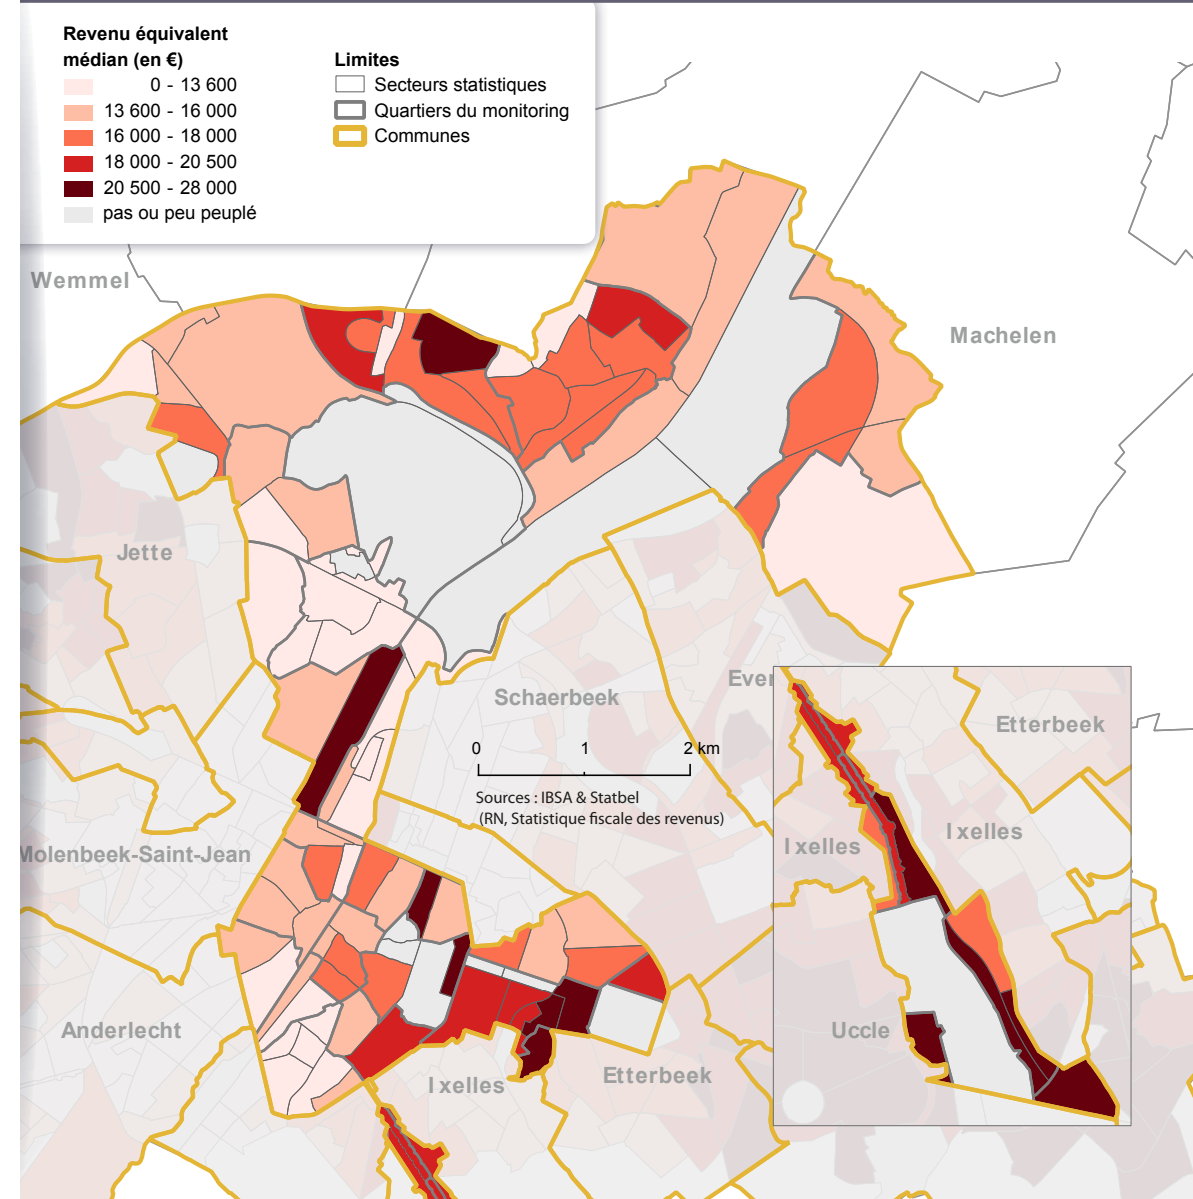 Revenu équivalent
médian (en €)
0 - 13 600
13 600 - 16 000
16 000 - 18 000
18 000 - 20 500
20 500 - 28 000
pas ou peu peuplé
Limites
Secteurs statistiques
Quartiers du monitoring
Communes
Wemmel
Machelen
Jette
Schaerbeek
Ever
Etterbeek
0 1 2 km
Sources : IBSA & Statbel
(RN, Statistique fiscale des revenus)
Molenbeek-Saint-Jean
Ixelles
Ixelles
Anderlecht
Uccle
Ixelles
Etterbeek